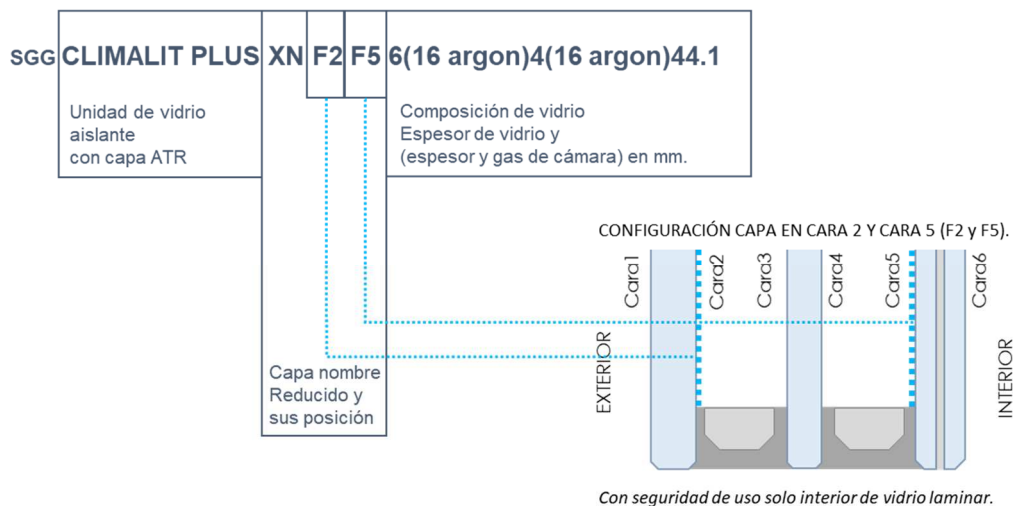 SGG CLIMALIT PLUS XN F2 F5 6(16 argon)4(16 argon)44.1
Unidad de vidrio
aislante
con capa ATR
Composición de vidrio
Espesor de vidrio y
(espesor y gas de cámara) en mm.
Capa nombre
Reducido y
sus posición
CONFIGURACIÓN CAPA EN CARA 2 Y CARA 5 (F2 y F5).
EXTERIOR
Cara1
Cara2
Cara3
Cara4
Cara5
Cara6
INTERIOR
Con seguridad de uso solo interior de vidrio laminar.